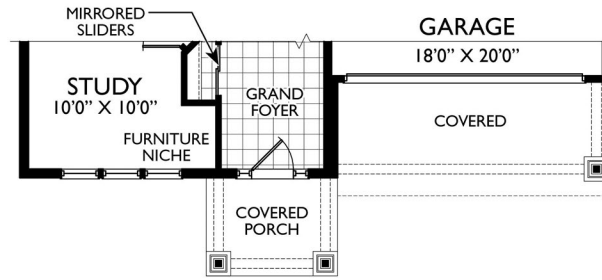 MIRRORED
SLIDERS
GARAGE
18'0" X 20'0"
STUDY
10'0" X 10'0"
GRAND
FOYER
COVERED
FURNITURE
NICHE
COVERED
PORCH